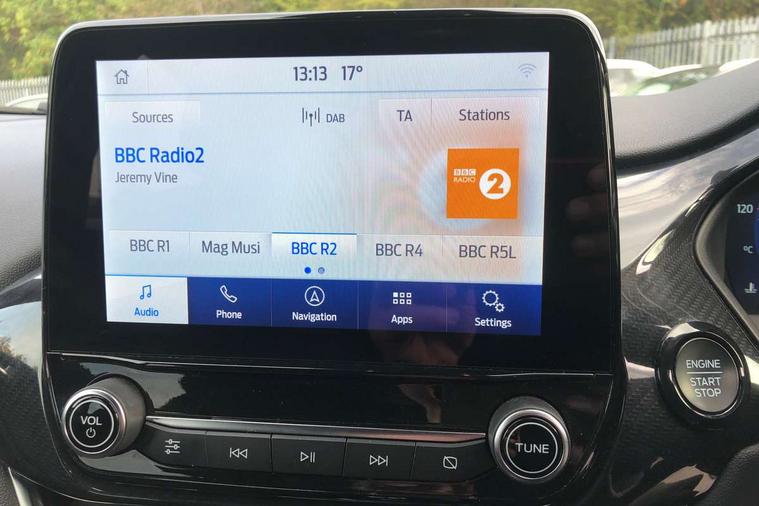 13:13 17°
Sources DAB TA Stations
BBC Radio2
Jeremy Vine
BBC RADIO 2
BBC R1 Mag Musi BBC R2 BBC R4 BBC R5L
Audio Phone Navigation Apps Settings
120
°C
ENGINE
START
STOP
VOL
TUNE